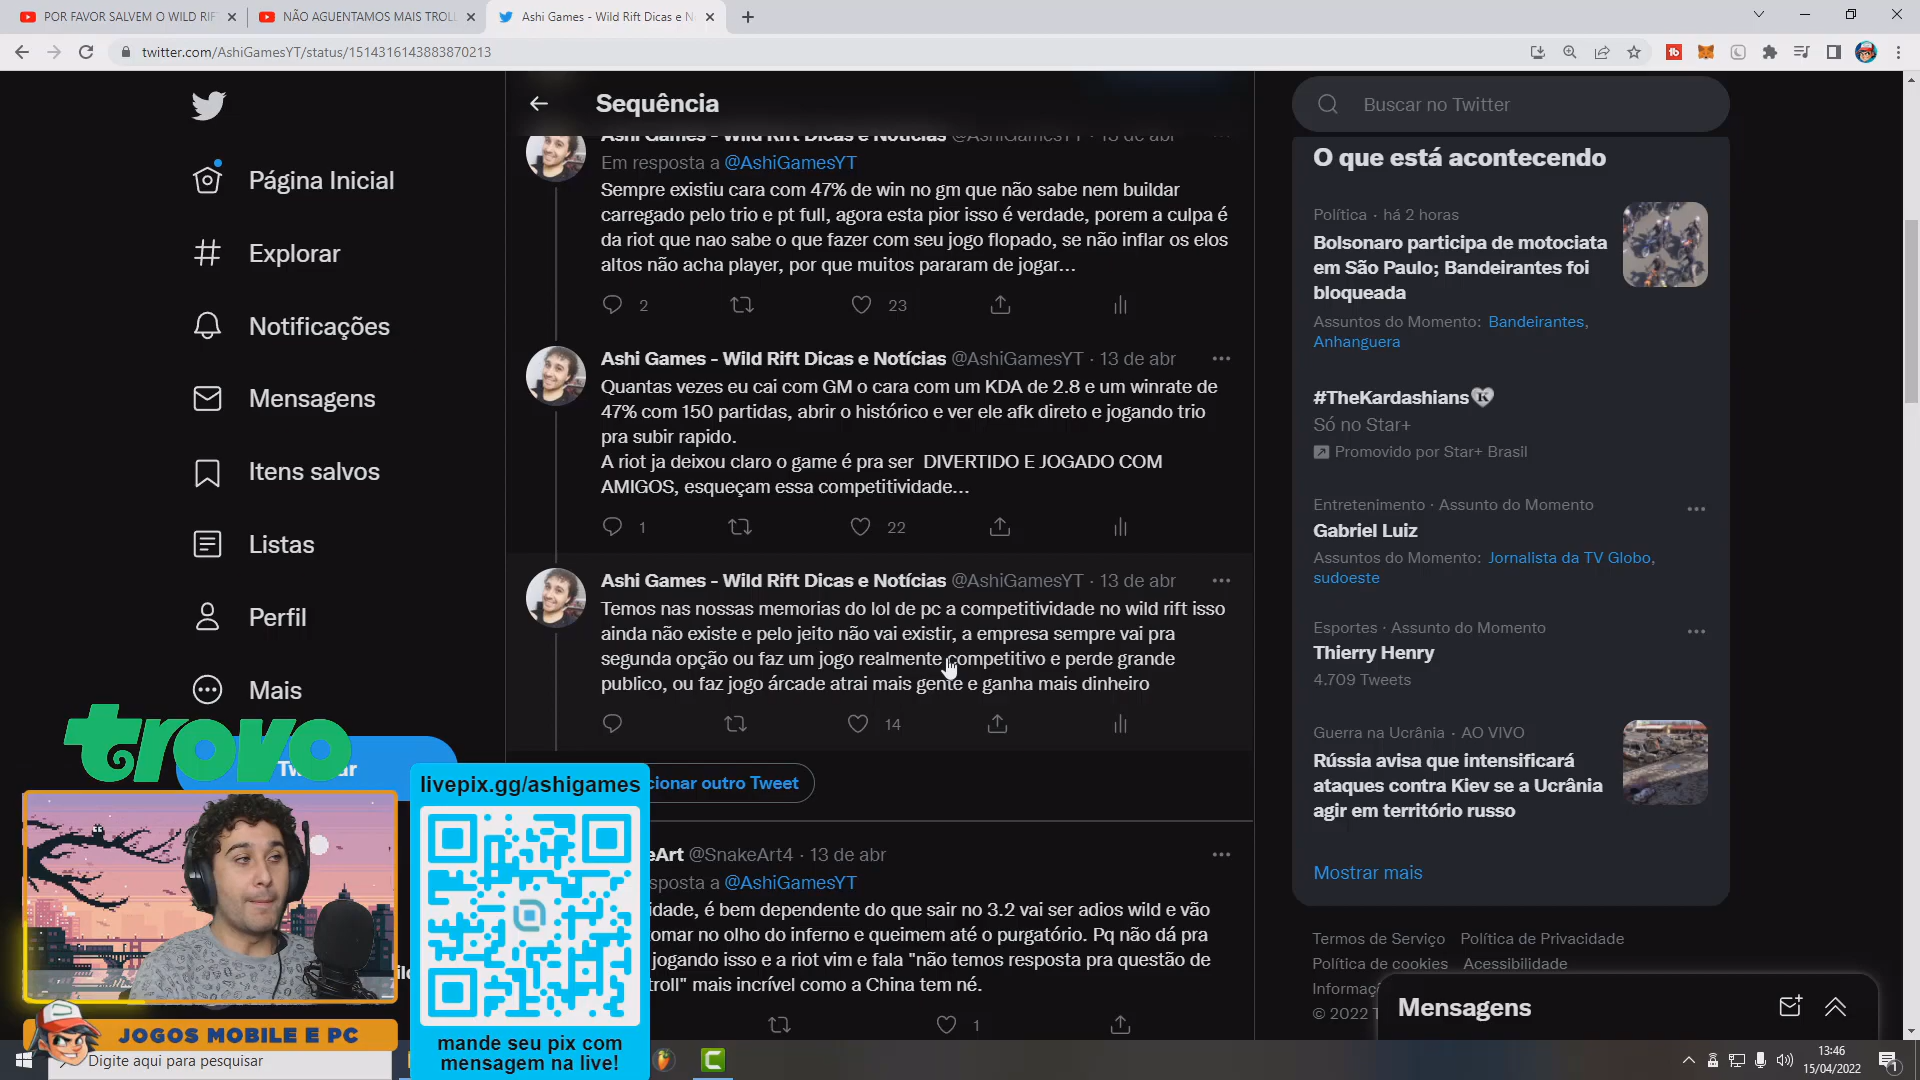 POR FAVOR SALVEM O WILD RIF
NÃO AGUENTAMOS MAIS TROLL
Ashi Games - Wild Rift Dicas e N
twitter.com/AshiGamesYT/status/1514316143883870213
Página Inicial
Explorar
Notificações
Mensagens
Itens salvos
Listas
Perfil
Mais
Sequência
Ashi Games - Wild Rift Dicas e Notícias @AshiGamesYT · 13 de abr
Em resposta a @AshiGamesYT
Sempre existiu cara com 47% de win no gm que não sabe nem buildar
carregado pelo trio e pt full, agora esta pior isso é verdade, porem a culpa é
da riot que nao sabe o que fazer com seu jogo flopado, se não inflar os elos
altos não acha player, por que muitos pararam de jogar...
2 23
Ashi Games - Wild Rift Dicas e Notícias @AshiGamesYT · 13 de abr
Quantas vezes eu cai com GM o cara com um KDA de 2.8 e um winrate de
47% com 150 partidas, abrir o histórico e ver ele afk direto e jogando trio
pra subir rapido.
A riot ja deixou claro o game é pra ser DIVERTIDO E JOGADO COM
AMIGOS, esqueçam essa competitividade...
1 22
Ashi Games - Wild Rift Dicas e Notícias @AshiGamesYT · 13 de abr
Temos nas nossas memorias do lol de pc a competitividade no wild rift isso
ainda não existe e pelo jeito não vai existir, a empresa sempre vai pra
segunda opção ou faz um jogo realmente competitivo e perde grande
publico, ou faz jogo árcade atrai mais gente e ganha mais dinheiro
14
cionar outro Tweet
eArt @SnakeArt4 · 13 de abr
sposta a @AshiGamesYT
idade, é bem dependente do que sair no 3.2 vai ser adios wild e vão
omar no olho do inferno e queimem até o purgatório. Pq não dá pra
jogando isso e a riot vim e fala "não temos resposta pra questão de
troll" mais incrível como a China tem né.
1
Buscar no Twitter
O que está acontecendo
Política · há 2 horas
Bolsonaro participa de motociata
em São Paulo; Bandeirantes foi
bloqueada
Assuntos do Momento: Bandeirantes,
Anhanguera
#TheKardashians
Só no Star+
Promovido por Star+ Brasil
Entretenimento · Assunto do Momento
Gabriel Luiz
Assuntos do Momento: Jornalista da TV Globo,
sudoeste
Esportes · Assunto do Momento
Thierry Henry
4.709 Tweets
Guerra na Ucrânia · AO VIVO
Rússia avisa que intensificará
ataques contra Kiev se a Ucrânia
agir em território russo
Mostrar mais
Termos de Serviço Política de Privacidade
Política de cookies Acessibilidade
Informaç
© 2022 T
Mensagens
trovo
livepix.gg/ashigames
mande seu pix com
mensagem na live!
JOGOS MOBILE E PC
Digite aqui para pesquisar
13:46
15/04/2022
1